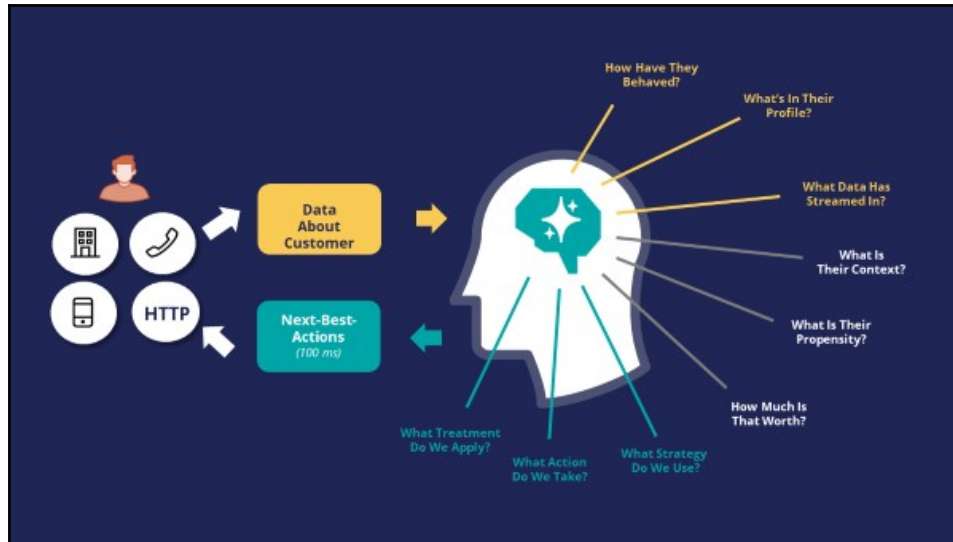 How Have They
Behaved?
What's In Their
Profile?
What Data Has
Streamed In?
What Is
Their Context?
What Is Their
Propensity?
How Much Is
That Worth?
What Strategy
Do We Use?
What Action
Do We Take?
What Treatment
Do We Apply?
Data
About
Customer
Next-Best-
Actions
(100 ms)
HTTP